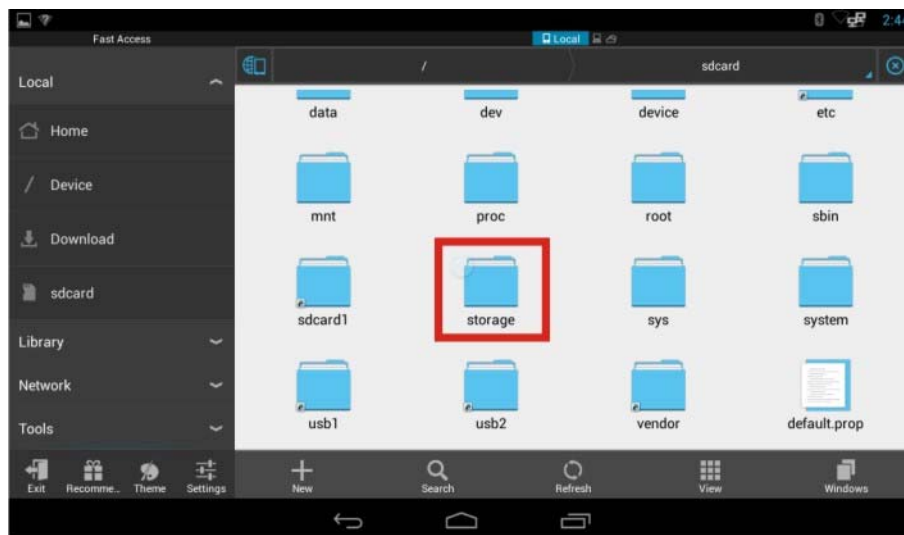 2:44
Fast Access
Local
/
sdcard
Local
Home
/ Device
Download
sdcard
Library
Network
Tools
data dev device etc
mnt proc root sbin
sdcard1 storage sys system
usb1 usb2 vendor default.prop
Exit Recomme.. Theme Settings New Search Refresh View Windows